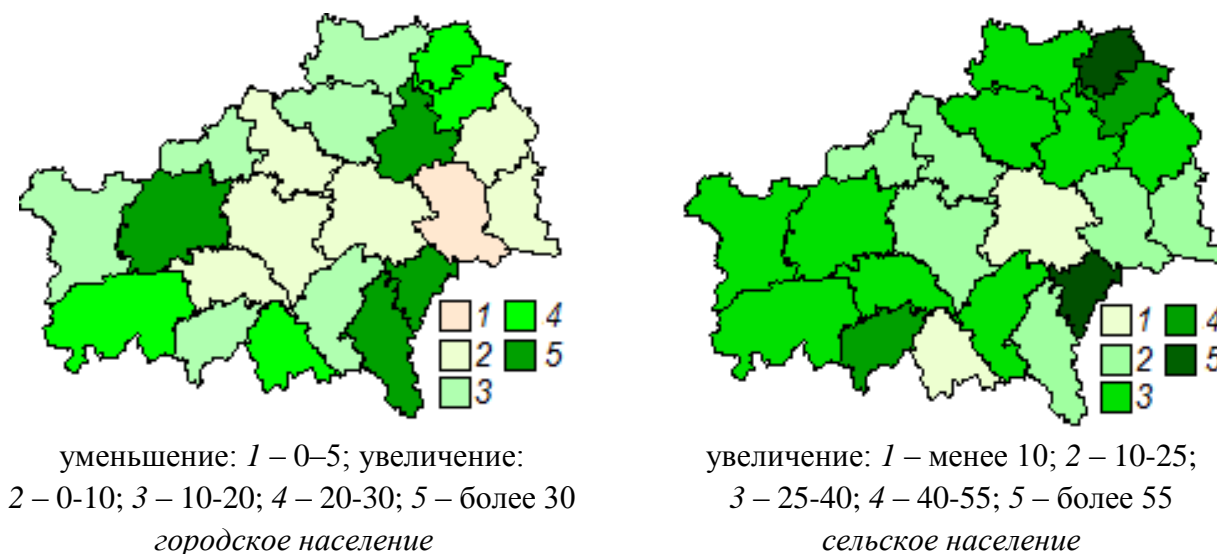 1 4
2 5
3
1 4
2 5
3
уменьшение: 1 – 0–5; увеличение:
2 – 0-10; 3 – 10-20; 4 – 20-30; 5 – более 30
городское население
увеличение: 1 – менее 10; 2 – 10-25;
3 – 25-40; 4 – 40-55; 5 – более 55
сельское население